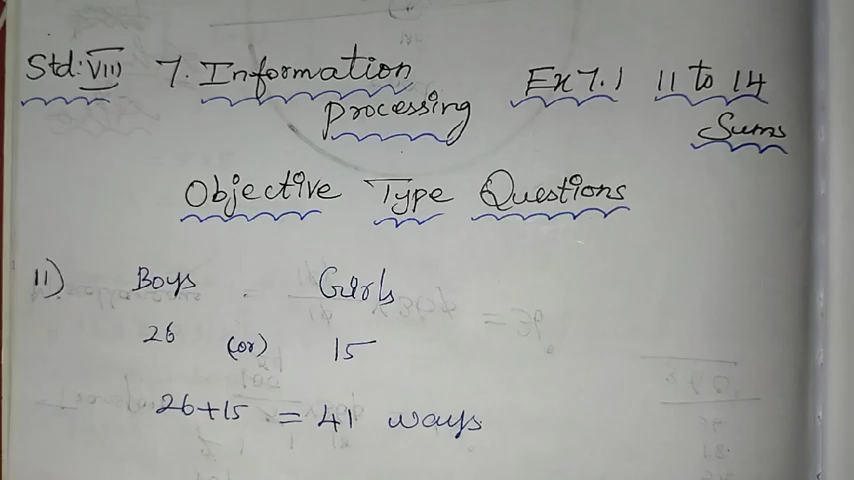 Std: VIII 7. Information Processing Ex 7.1 11 to 14 Sums
Objective Type Questions
11) Boys Girls
26 (or) 15
26+15 = 41 ways